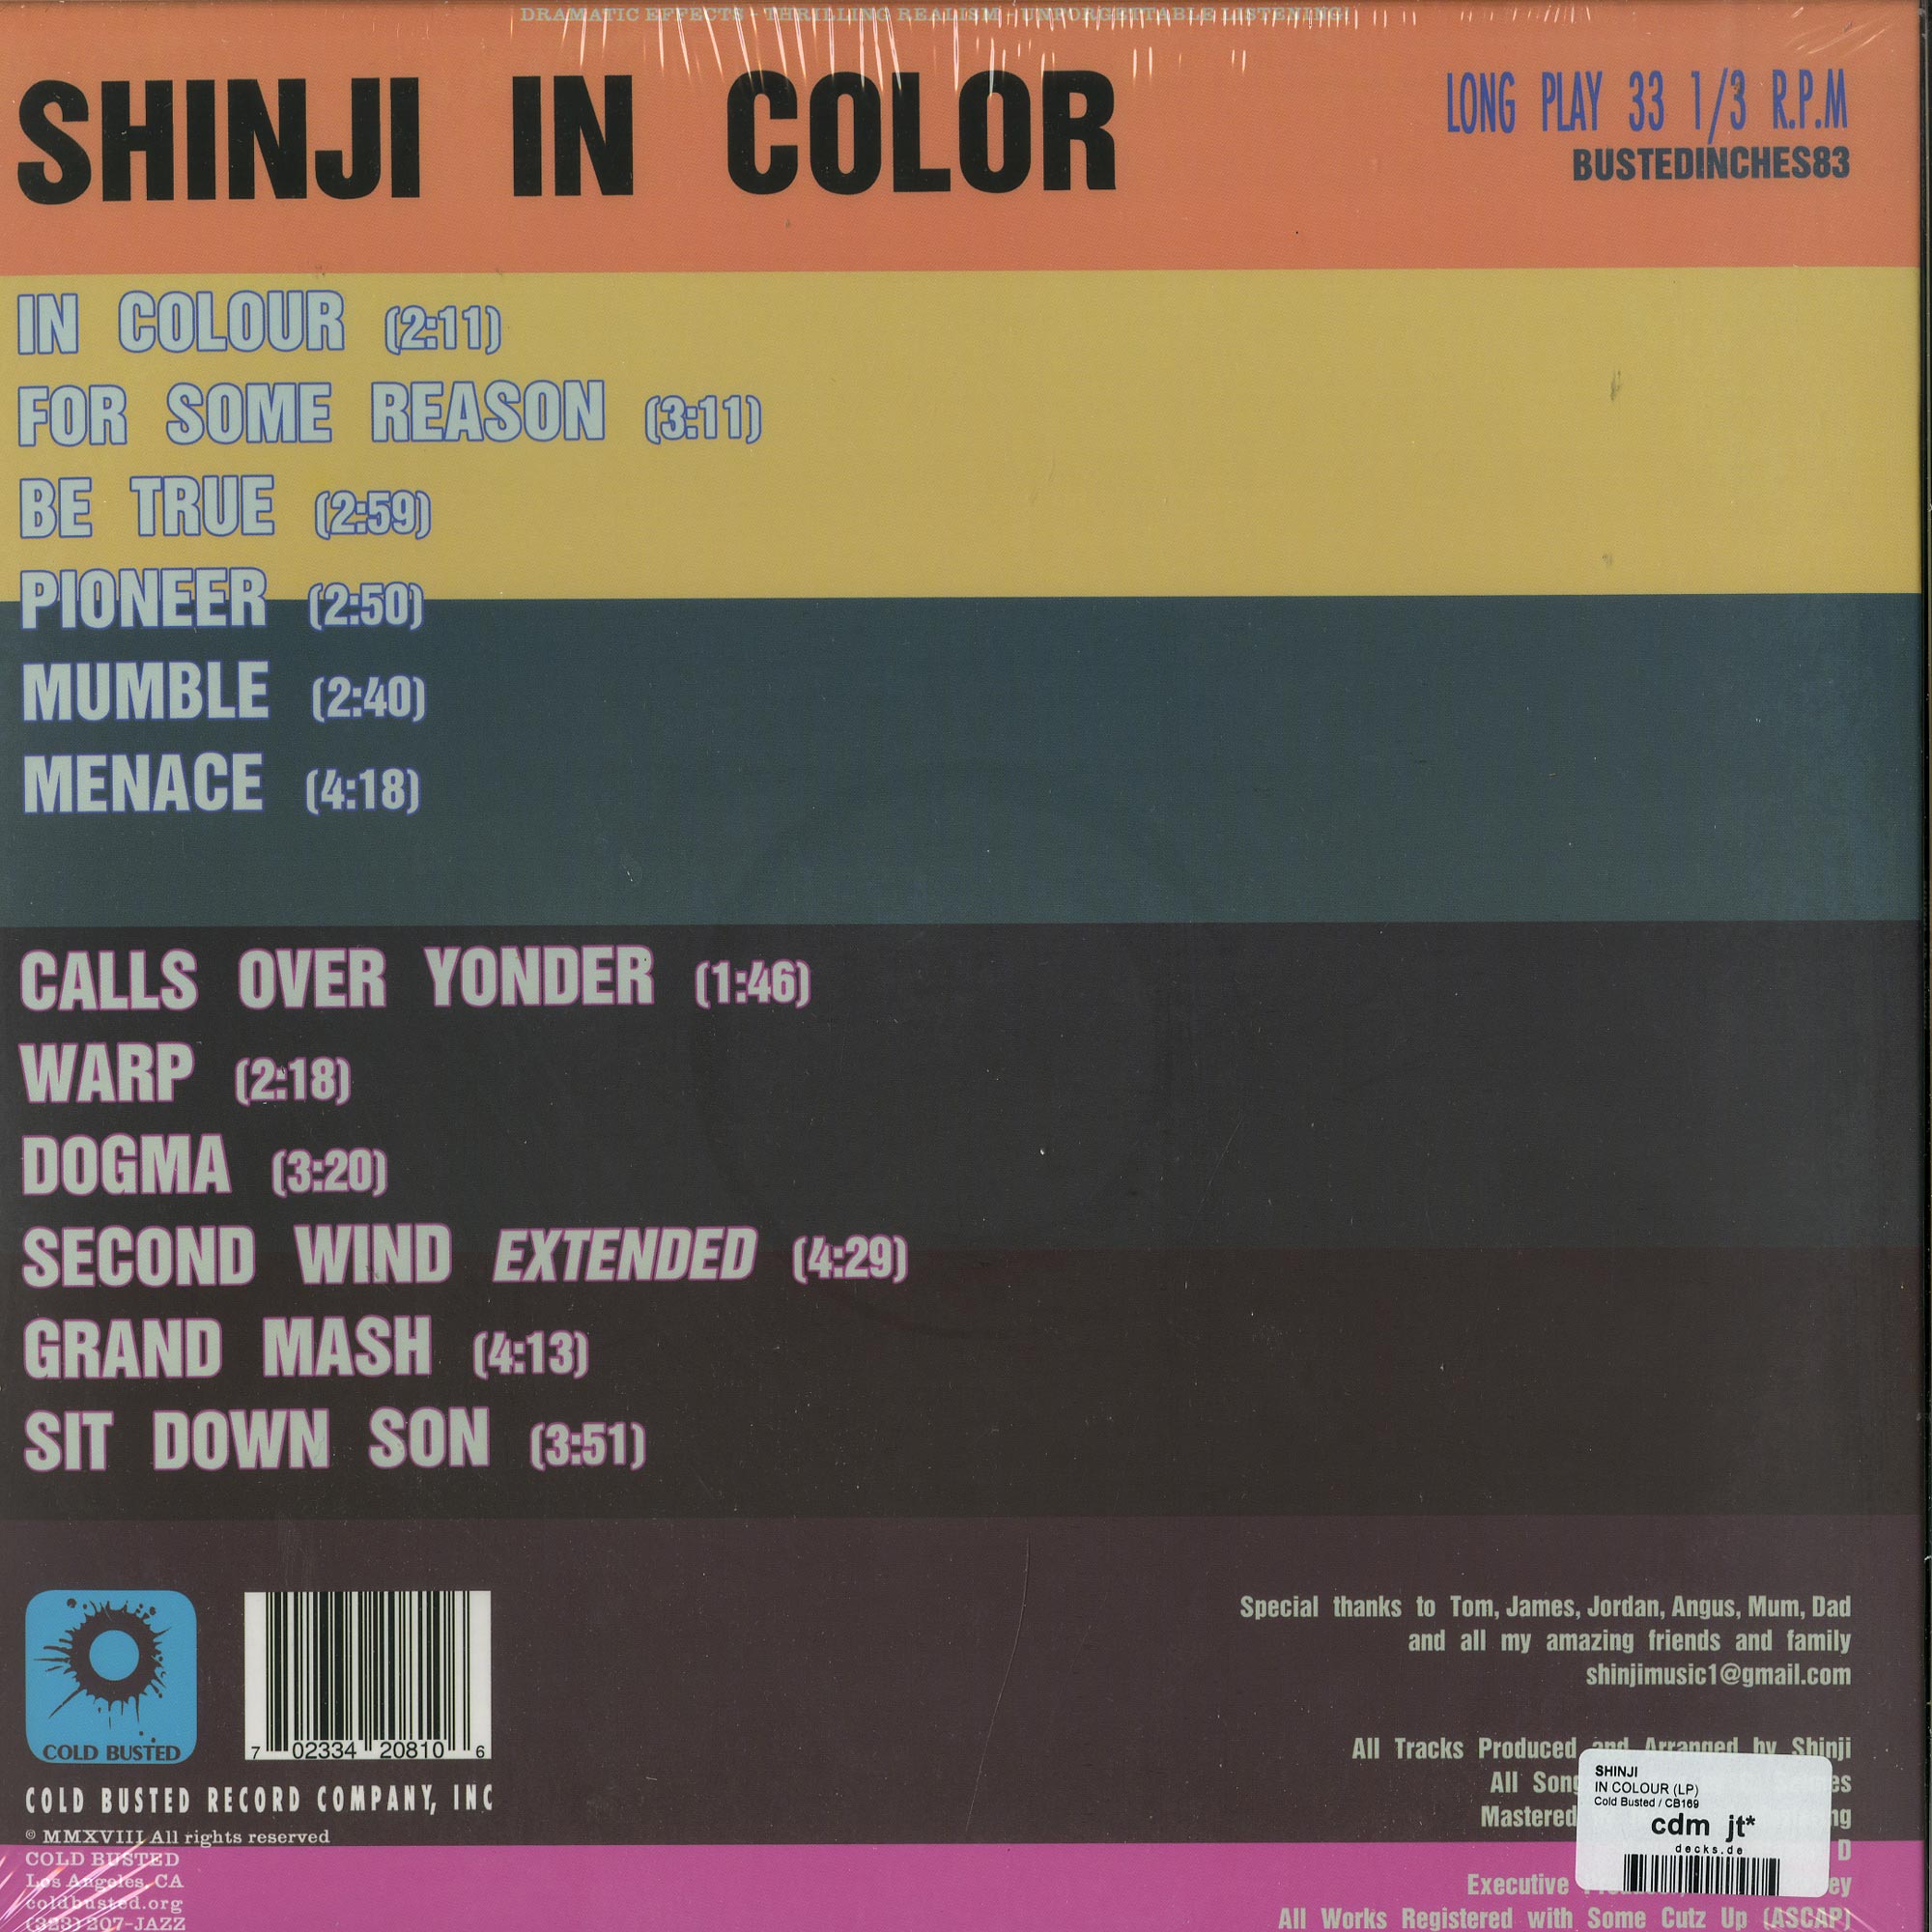 DRAMATIC EFFECTS - THRILLING REALISM - UNFORGETTABLE LISTENING!
SHINJI IN COLOR
LONG PLAY 33 1/3 R.P.M
BUSTEDINCHES83
IN COLOUR (2:11)
FOR SOME REASON (3:11)
BE TRUE (2:59)
PIONEER (2:50)
MUMBLE (2:40)
MENACE (4:18)
CALLS OVER YONDER (1:46)
WARP (2:18)
DOGMA (3:20)
SECOND WIND EXTENDED (4:29)
GRAND MASH (4:13)
SIT DOWN SON (3:51)
COLD BUSTED
7 02334 20810 6
COLD BUSTED RECORD COMPANY, INC
© MMXVIII All rights reserved
COLD BUSTED
Los Angeles, CA
coldbusted.org
(323) 207-JAZZ
Special thanks to Tom, James, Jordan, Angus, Mum, Dad
and all my amazing friends and family
shinjimusic1@gmail.com
All Tracks Produced and Arranged by Shinji
All
Mastered
D
Executive
All Works Registered with Some Cutz Up (ASCAP)
SHINJI
IN COLOUR (LP)
Cold Busted / CB169
cdm jt*
decks.de